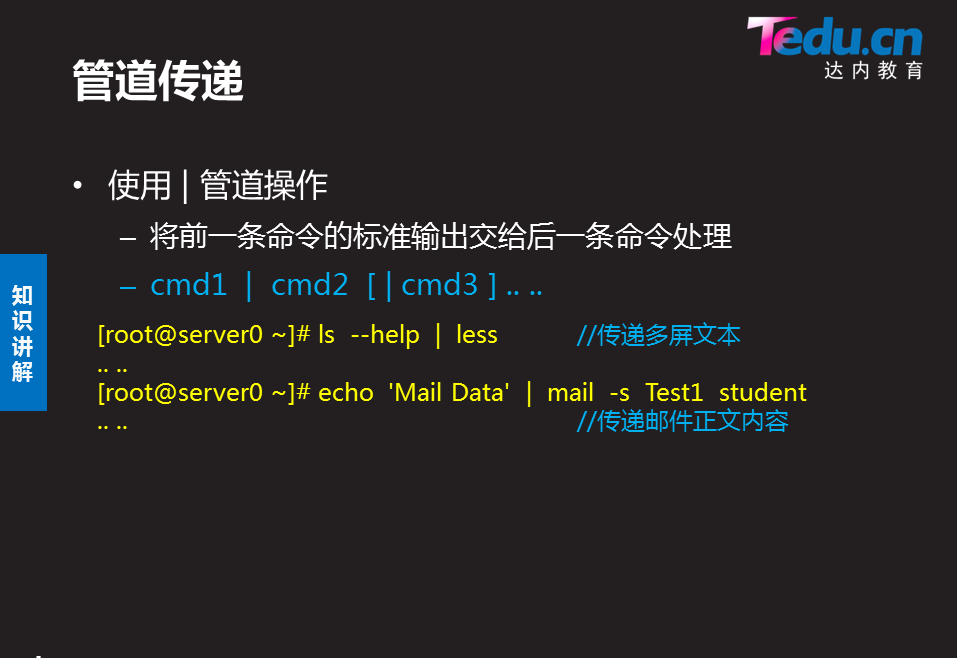 Tedu.cn
达内教育
管道传递
• 使用 | 管道操作
– 将前一条命令的标准输出交给后一条命令处理
– cmd1 | cmd2 [ | cmd3 ] .. ..
知识讲解
[root@server0 ~]# ls --help | less //传递多屏文本
.. ..
[root@server0 ~]# echo 'Mail Data' | mail -s Test1 student
.. .. //传递邮件正文内容